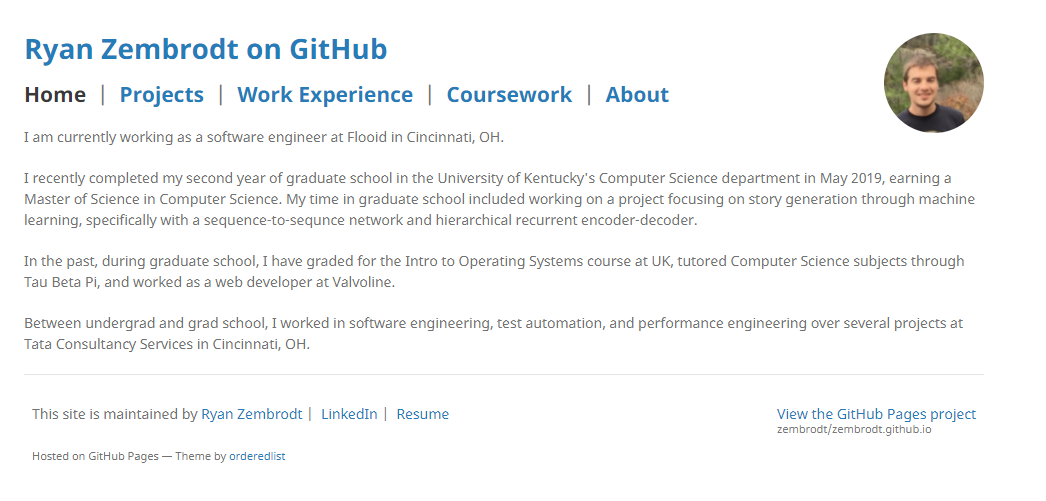 Ryan Zembrodt on GitHub
Home | Projects | Work Experience | Coursework | About
I am currently working as a software engineer at Flooid in Cincinnati, OH.
I recently completed my second year of graduate school in the University of Kentucky's Computer Science department in May 2019, earning a
Master of Science in Computer Science. My time in graduate school included working on a project focusing on story generation through machine
learning, specifically with a sequence-to-sequnce network and hierarchical recurrent encoder-decoder.
In the past, during graduate school, I have graded for the Intro to Operating Systems course at UK, tutored Computer Science subjects through
Tau Beta Pi, and worked as a web developer at Valvoline.
Between undergrad and grad school, I worked in software engineering, test automation, and performance engineering over several projects at
Tata Consultancy Services in Cincinnati, OH.
This site is maintained by Ryan Zembrodt | LinkedIn | Resume
View the GitHub Pages project
zembrodt/zembrodt.github.io
Hosted on GitHub Pages — Theme by orderedlist